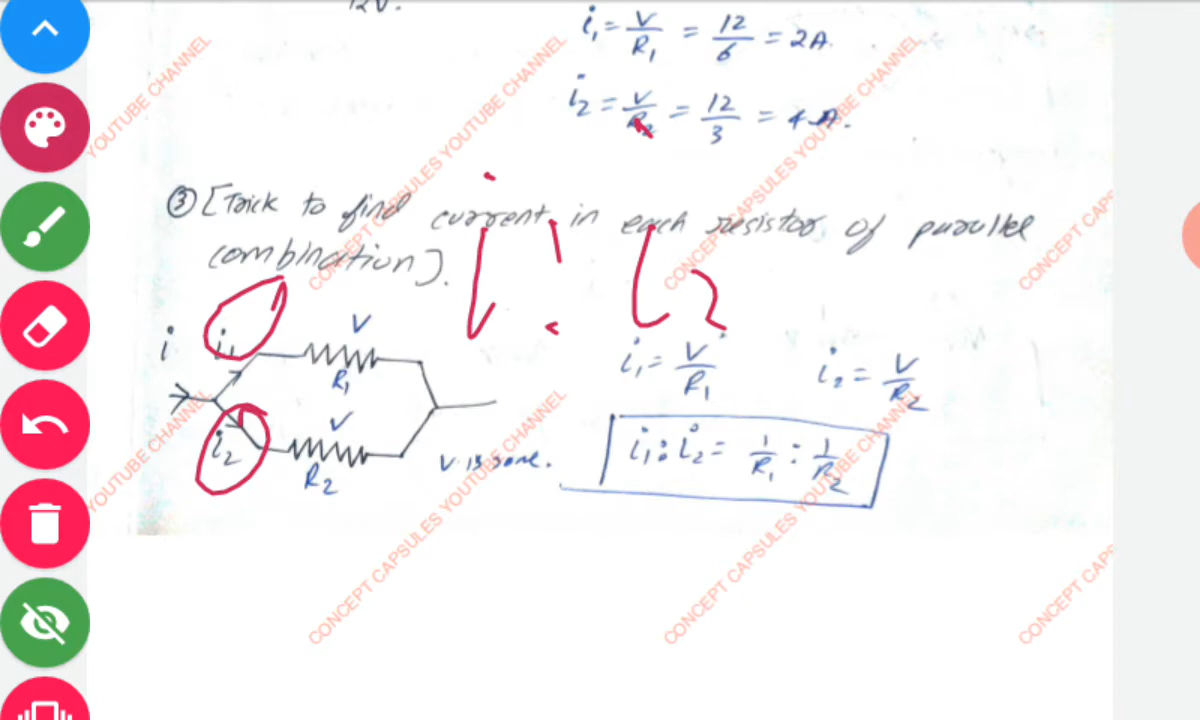 12V.
i₁ = V/R₁ = 12/6 = 2A.
i₂ = V/R₂ = 12/3 = 4A.
③ [Trick to find current in each resistor of parallel
combination].
i₁ : i₂
i i₁ V
R₁
i₁ = V/R₁ i₂ = V/R₂
i₂ V
R₂
V is same.
i₁ : i₂ = 1/R₁ : 1/R₂
CONCEPT CAPSULES YOUTUBE CHANNEL